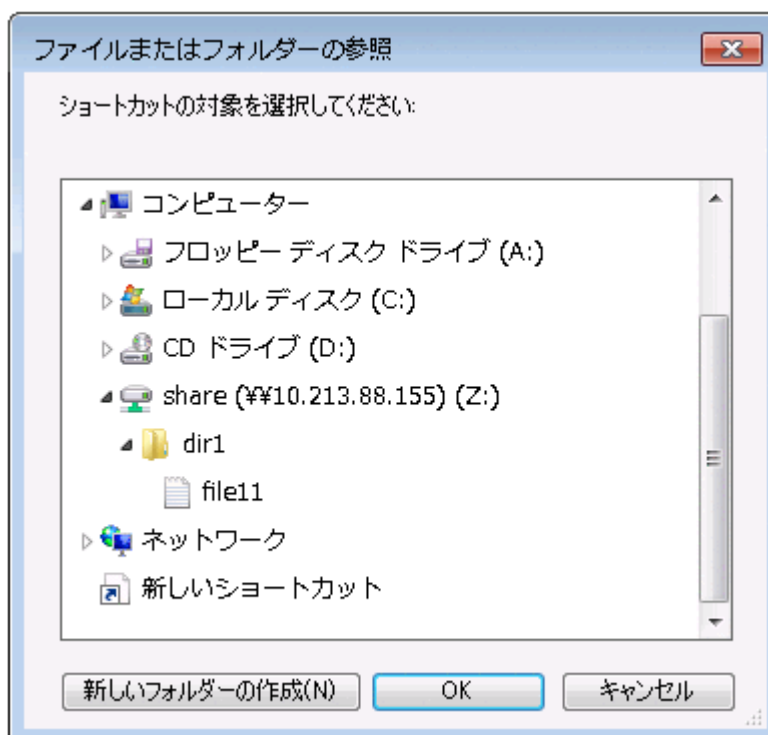 ファイルまたはフォルダーの参照
ショートカットの対象を選択してください:
コンピューター
フロッピー ディスク ドライブ (A:)
ローカル ディスク (C:)
CD ドライブ (D:)
share (¥¥10.213.88.155) (Z:)
dir1
file11
ネットワーク
新しいショートカット
新しいフォルダーの作成(N) OK キャンセル